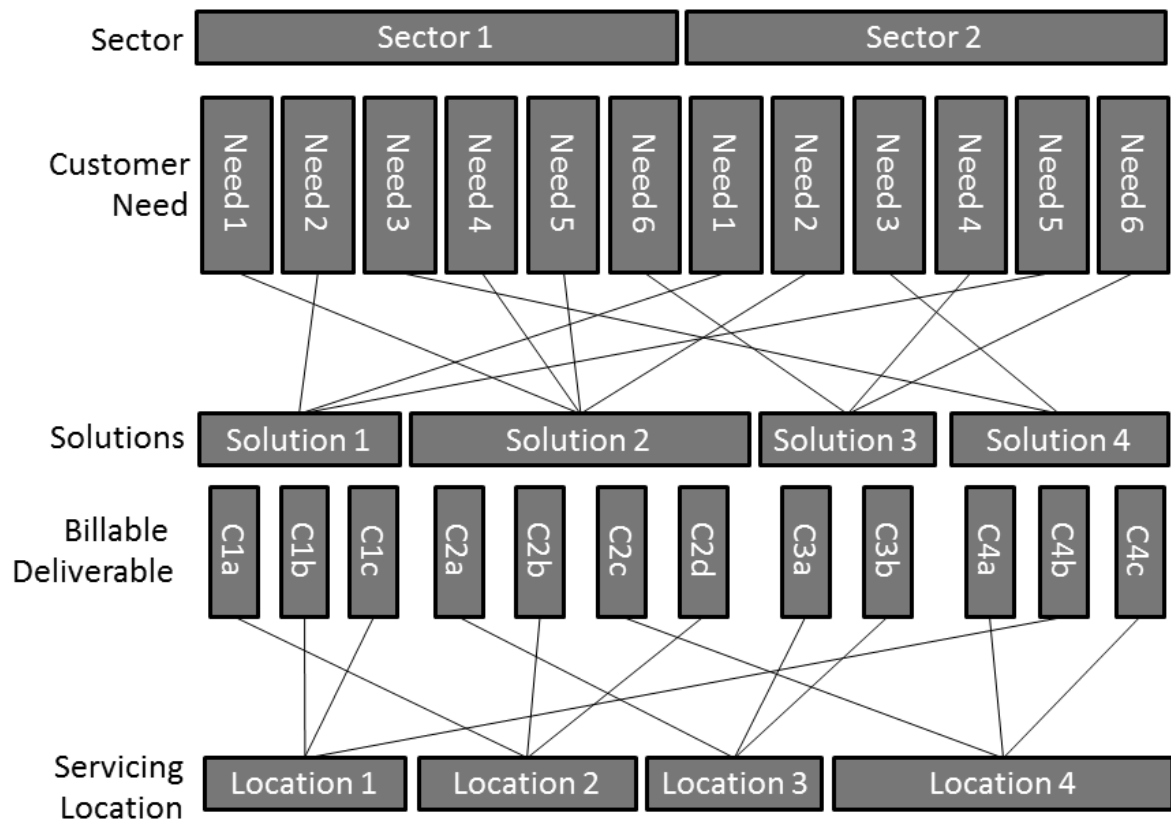 Sector
Sector 1
Sector 2
Customer
Need
Need 1
Need 2
Need 3
Need 4
Need 5
Need 6
Need 1
Need 2
Need 3
Need 4
Need 5
Need 6
Solutions
Solution 1
Solution 2
Solution 3
Solution 4
Billable
Deliverable
C1a
C1b
C1c
C2a
C2b
C2c
C2d
C3a
C3b
C4a
C4b
C4c
Servicing
Location
Location 1
Location 2
Location 3
Location 4